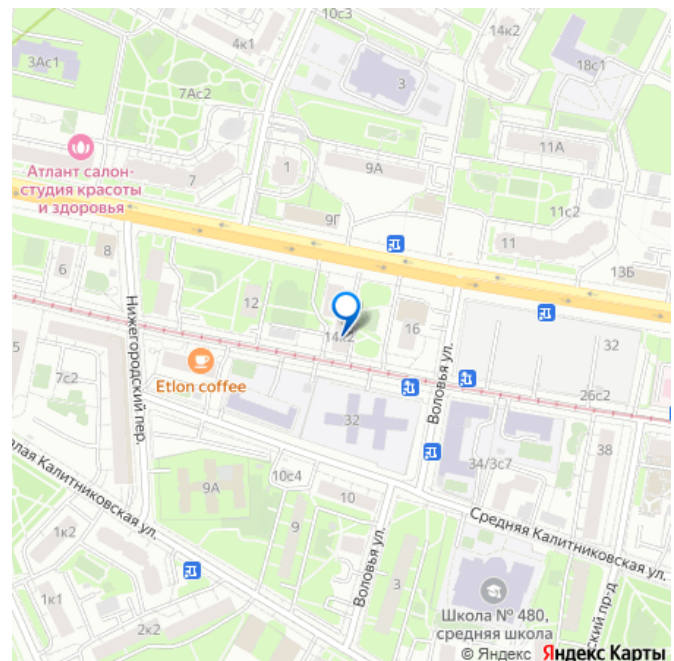 10с3
14к2
4к1
18с1
3Ас1
3
7Ас2
11А
1
9А
Атлант салон-
студия красоты
и здоровья
7
11с2
9Г
11
8
13Б
6
12
16
14к2
32
5
Нижегородский пер.
Воловья ул.
Etlon coffee
7с2
26с2
32
38
34/3с7
10с4
9А
10
алая Калитниковская ул.
Средняя Калитниковская ул.
9
1к2
Воловья ул.
3
1к1
Школа № 480,
средняя школа
ский пр-д
2к2
© Яндекс Яндекс Карты